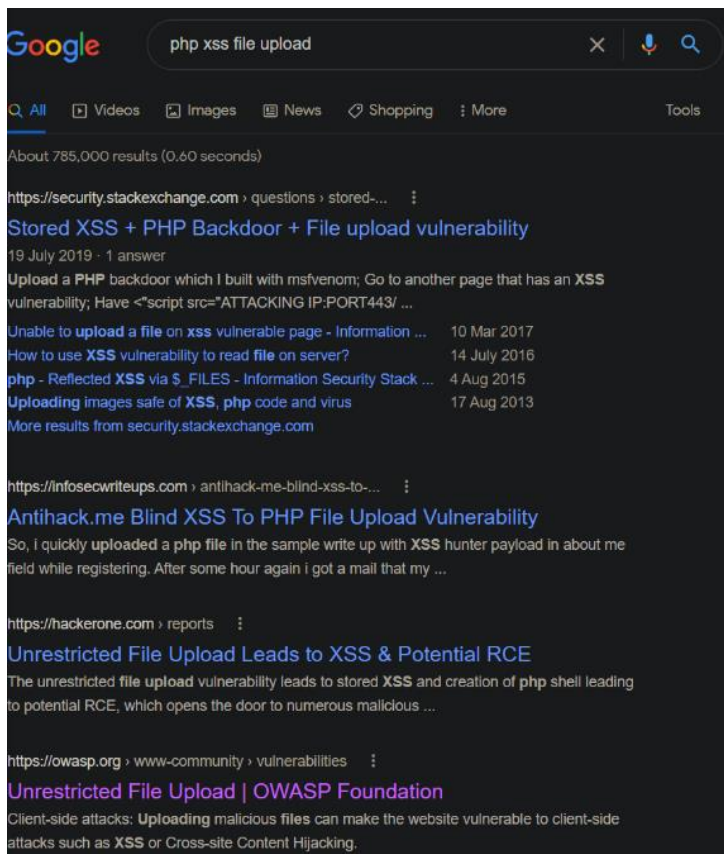 Google
php xss file upload
All Videos Images News Shopping More Tools
About 785,000 results (0.60 seconds)
https://security.stackexchange.com › questions › stored-...
Stored XSS + PHP Backdoor + File upload vulnerability
19 July 2019 · 1 answer
Upload a PHP backdoor which I built with msfvenom; Go to another page that has an XSS
vulnerability; Have <"script src="ATTACKING IP:PORT443/ ...
Unable to upload a file on xss vulnerable page - Information ... 10 Mar 2017
How to use XSS vulnerability to read file on server? 14 July 2016
php - Reflected XSS via $_FILES - Information Security Stack ... 4 Aug 2015
Uploading images safe of XSS, php code and virus 17 Aug 2013
More results from security.stackexchange.com
https://infosecwriteups.com › antihack-me-blind-xss-to-...
Antihack.me Blind XSS To PHP File Upload Vulnerability
So, i quickly uploaded a php file in the sample write up with XSS hunter payload in about me
field while registering. After some hour again i got a mail that my ...
https://hackerone.com › reports
Unrestricted File Upload Leads to XSS & Potential RCE
The unrestricted file upload vulnerability leads to stored XSS and creation of php shell leading
to potential RCE, which opens the door to numerous malicious ...
https://owasp.org › www-community › vulnerabilities
Unrestricted File Upload | OWASP Foundation
Client-side attacks: Uploading malicious files can make the website vulnerable to client-side
attacks such as XSS or Cross-site Content Hijacking.